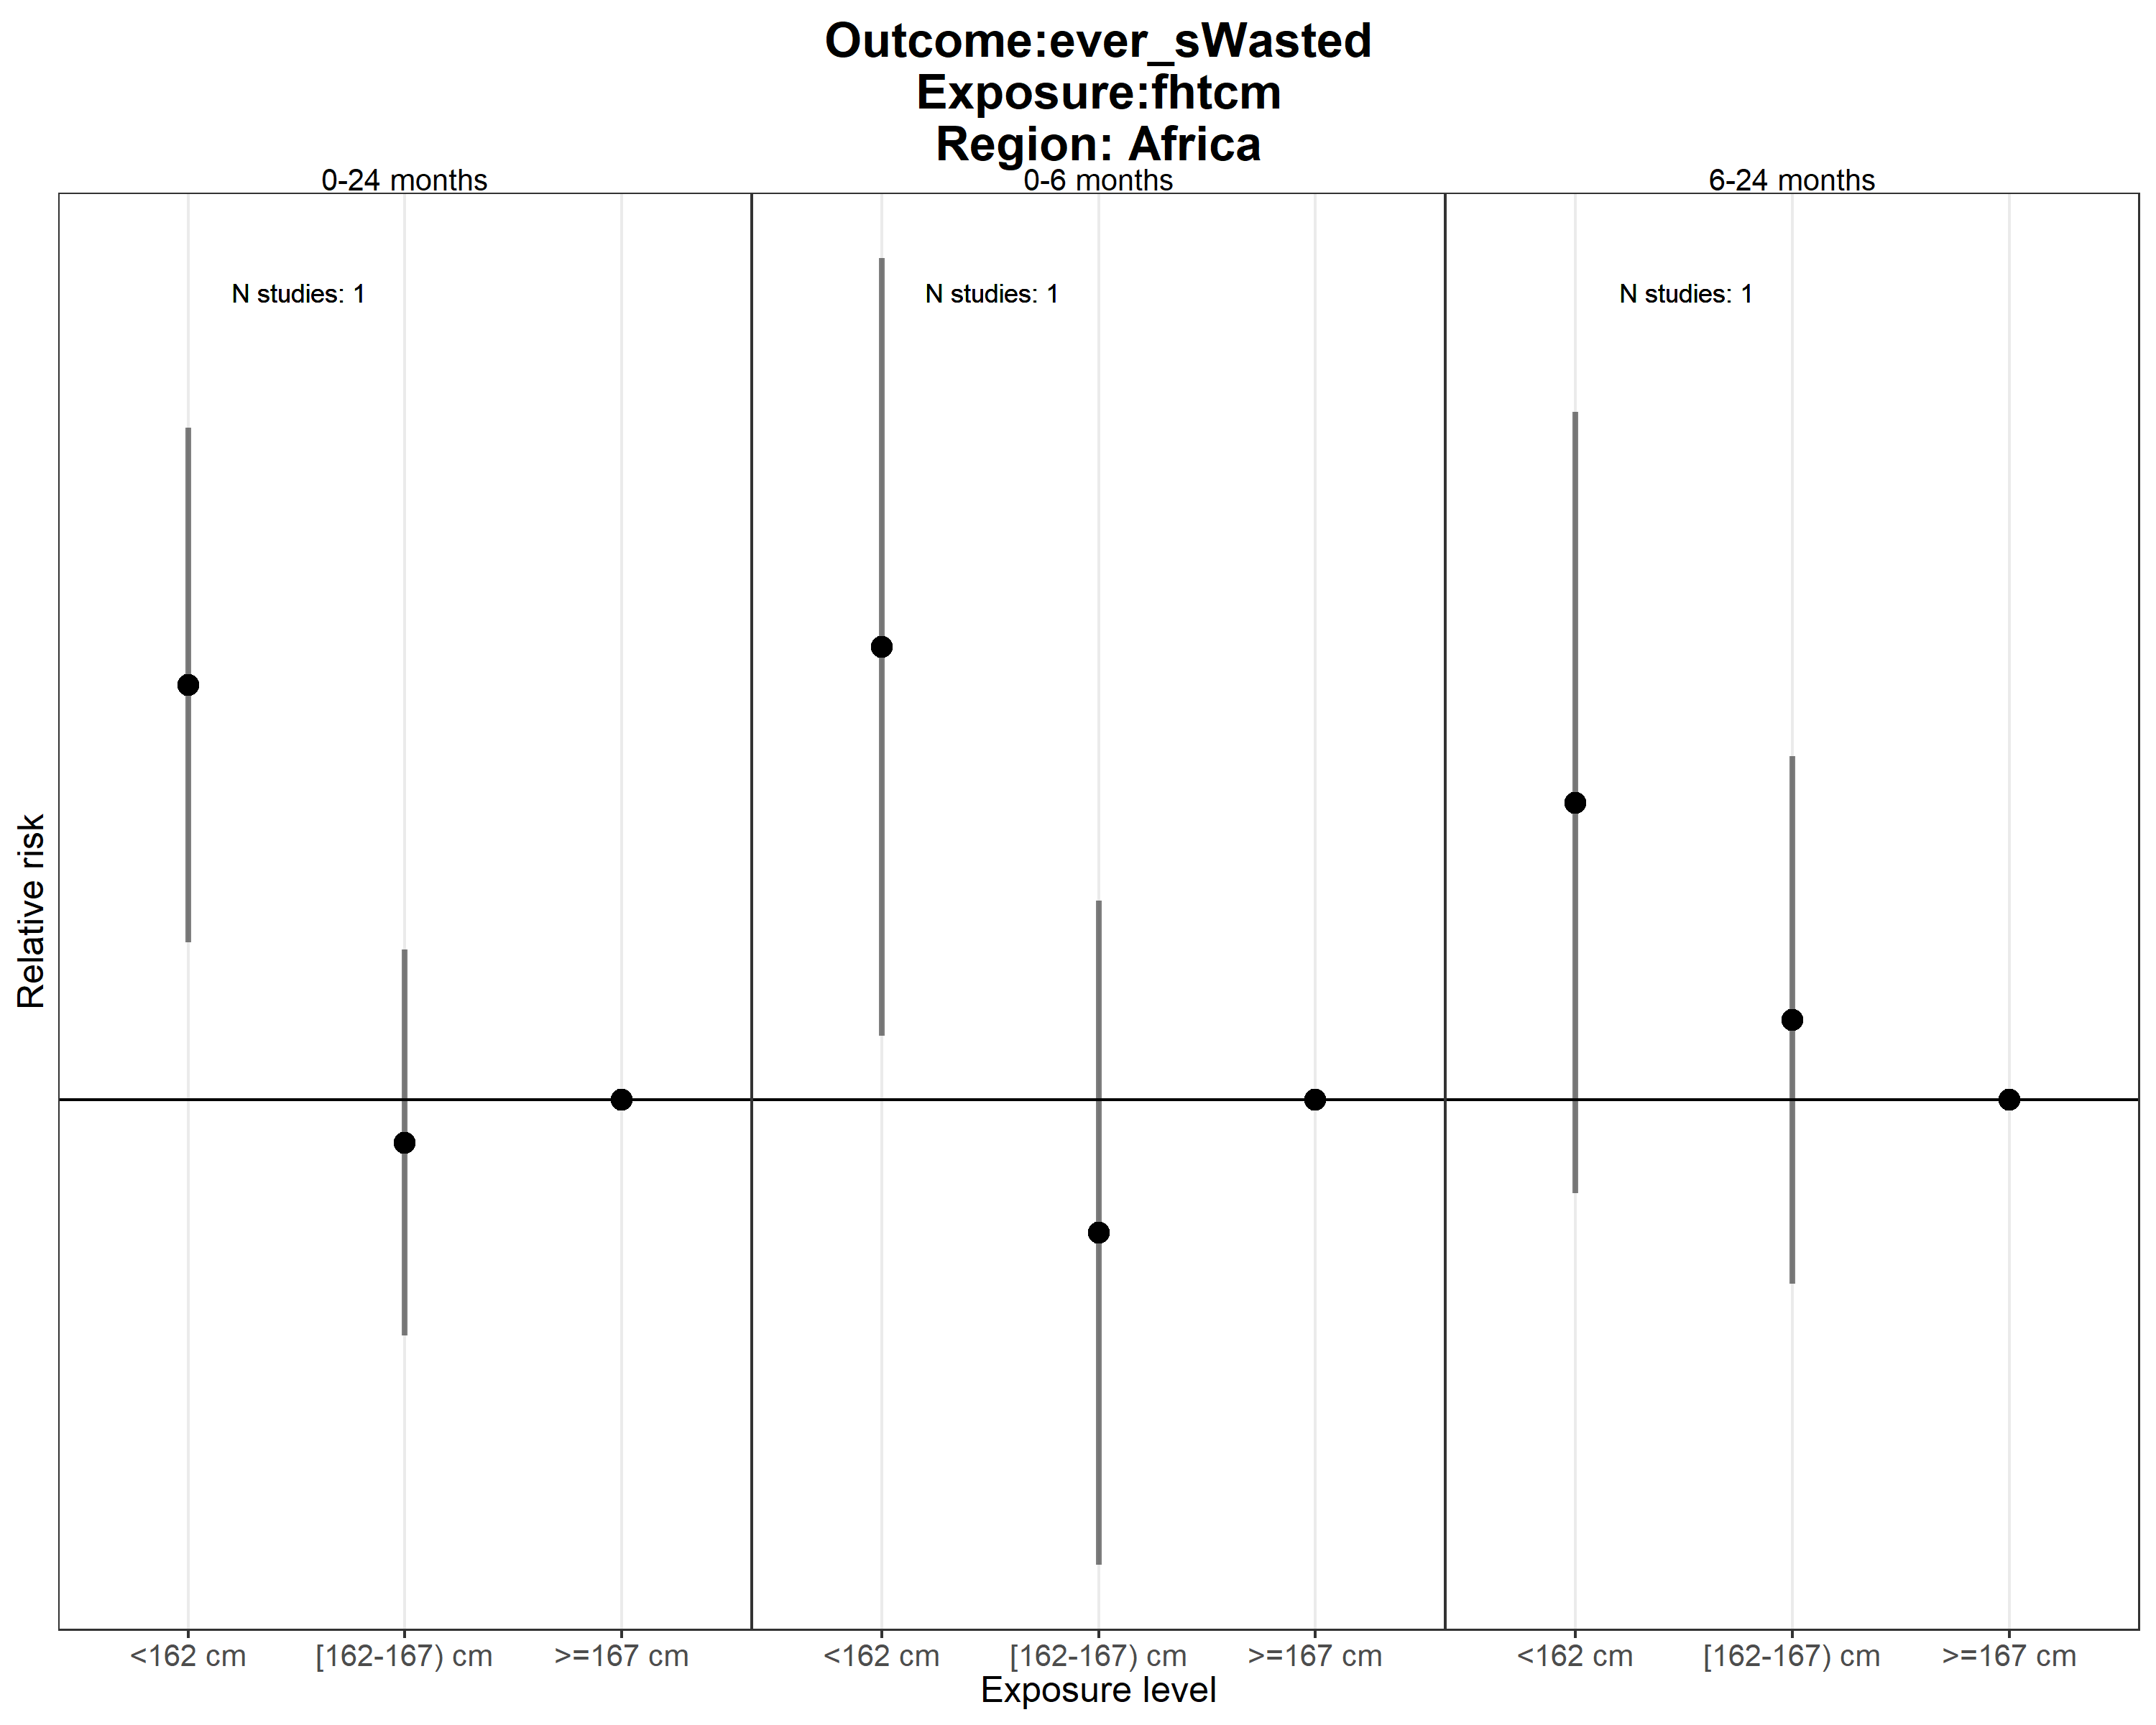 Outcome:ever_sWasted
Exposure:fhtcm
Region: Africa
0-24 months
0-6 months
6-24 months
N studies: 1
N studies: 1
N studies: 1
Relative risk
<162 cm
[162-167) cm
>=167 cm
<162 cm
[162-167) cm
>=167 cm
<162 cm
[162-167) cm
>=167 cm
Exposure level